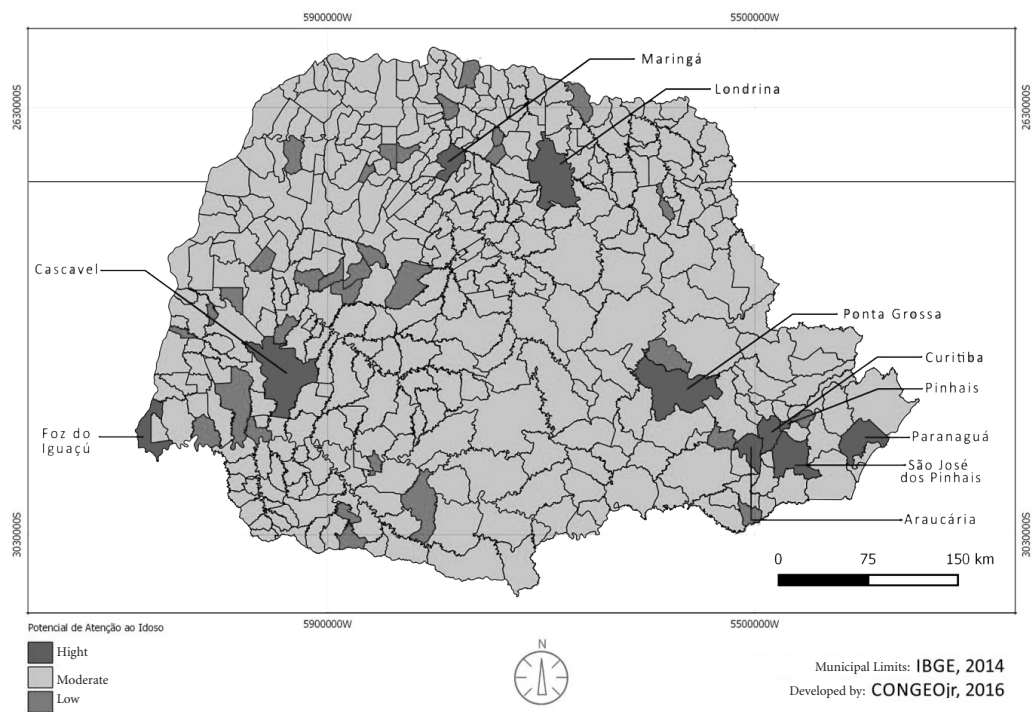 5900000W
5500000W
2630000S
2630000S
Maringá
Londrina
Cascavel
Ponta Grossa
Curitiba
Pinhais
Foz do
Iguaçú
Paranaguá
São José
dos Pinhais
Araucária
3030000S
3030000S
0 75 150 km
5900000W
5500000W
Potencial de Atenção ao Idoso
Hight
Moderate
Low
N
Municipal Limits: IBGE, 2014
Developed by: CONGEOjr, 2016